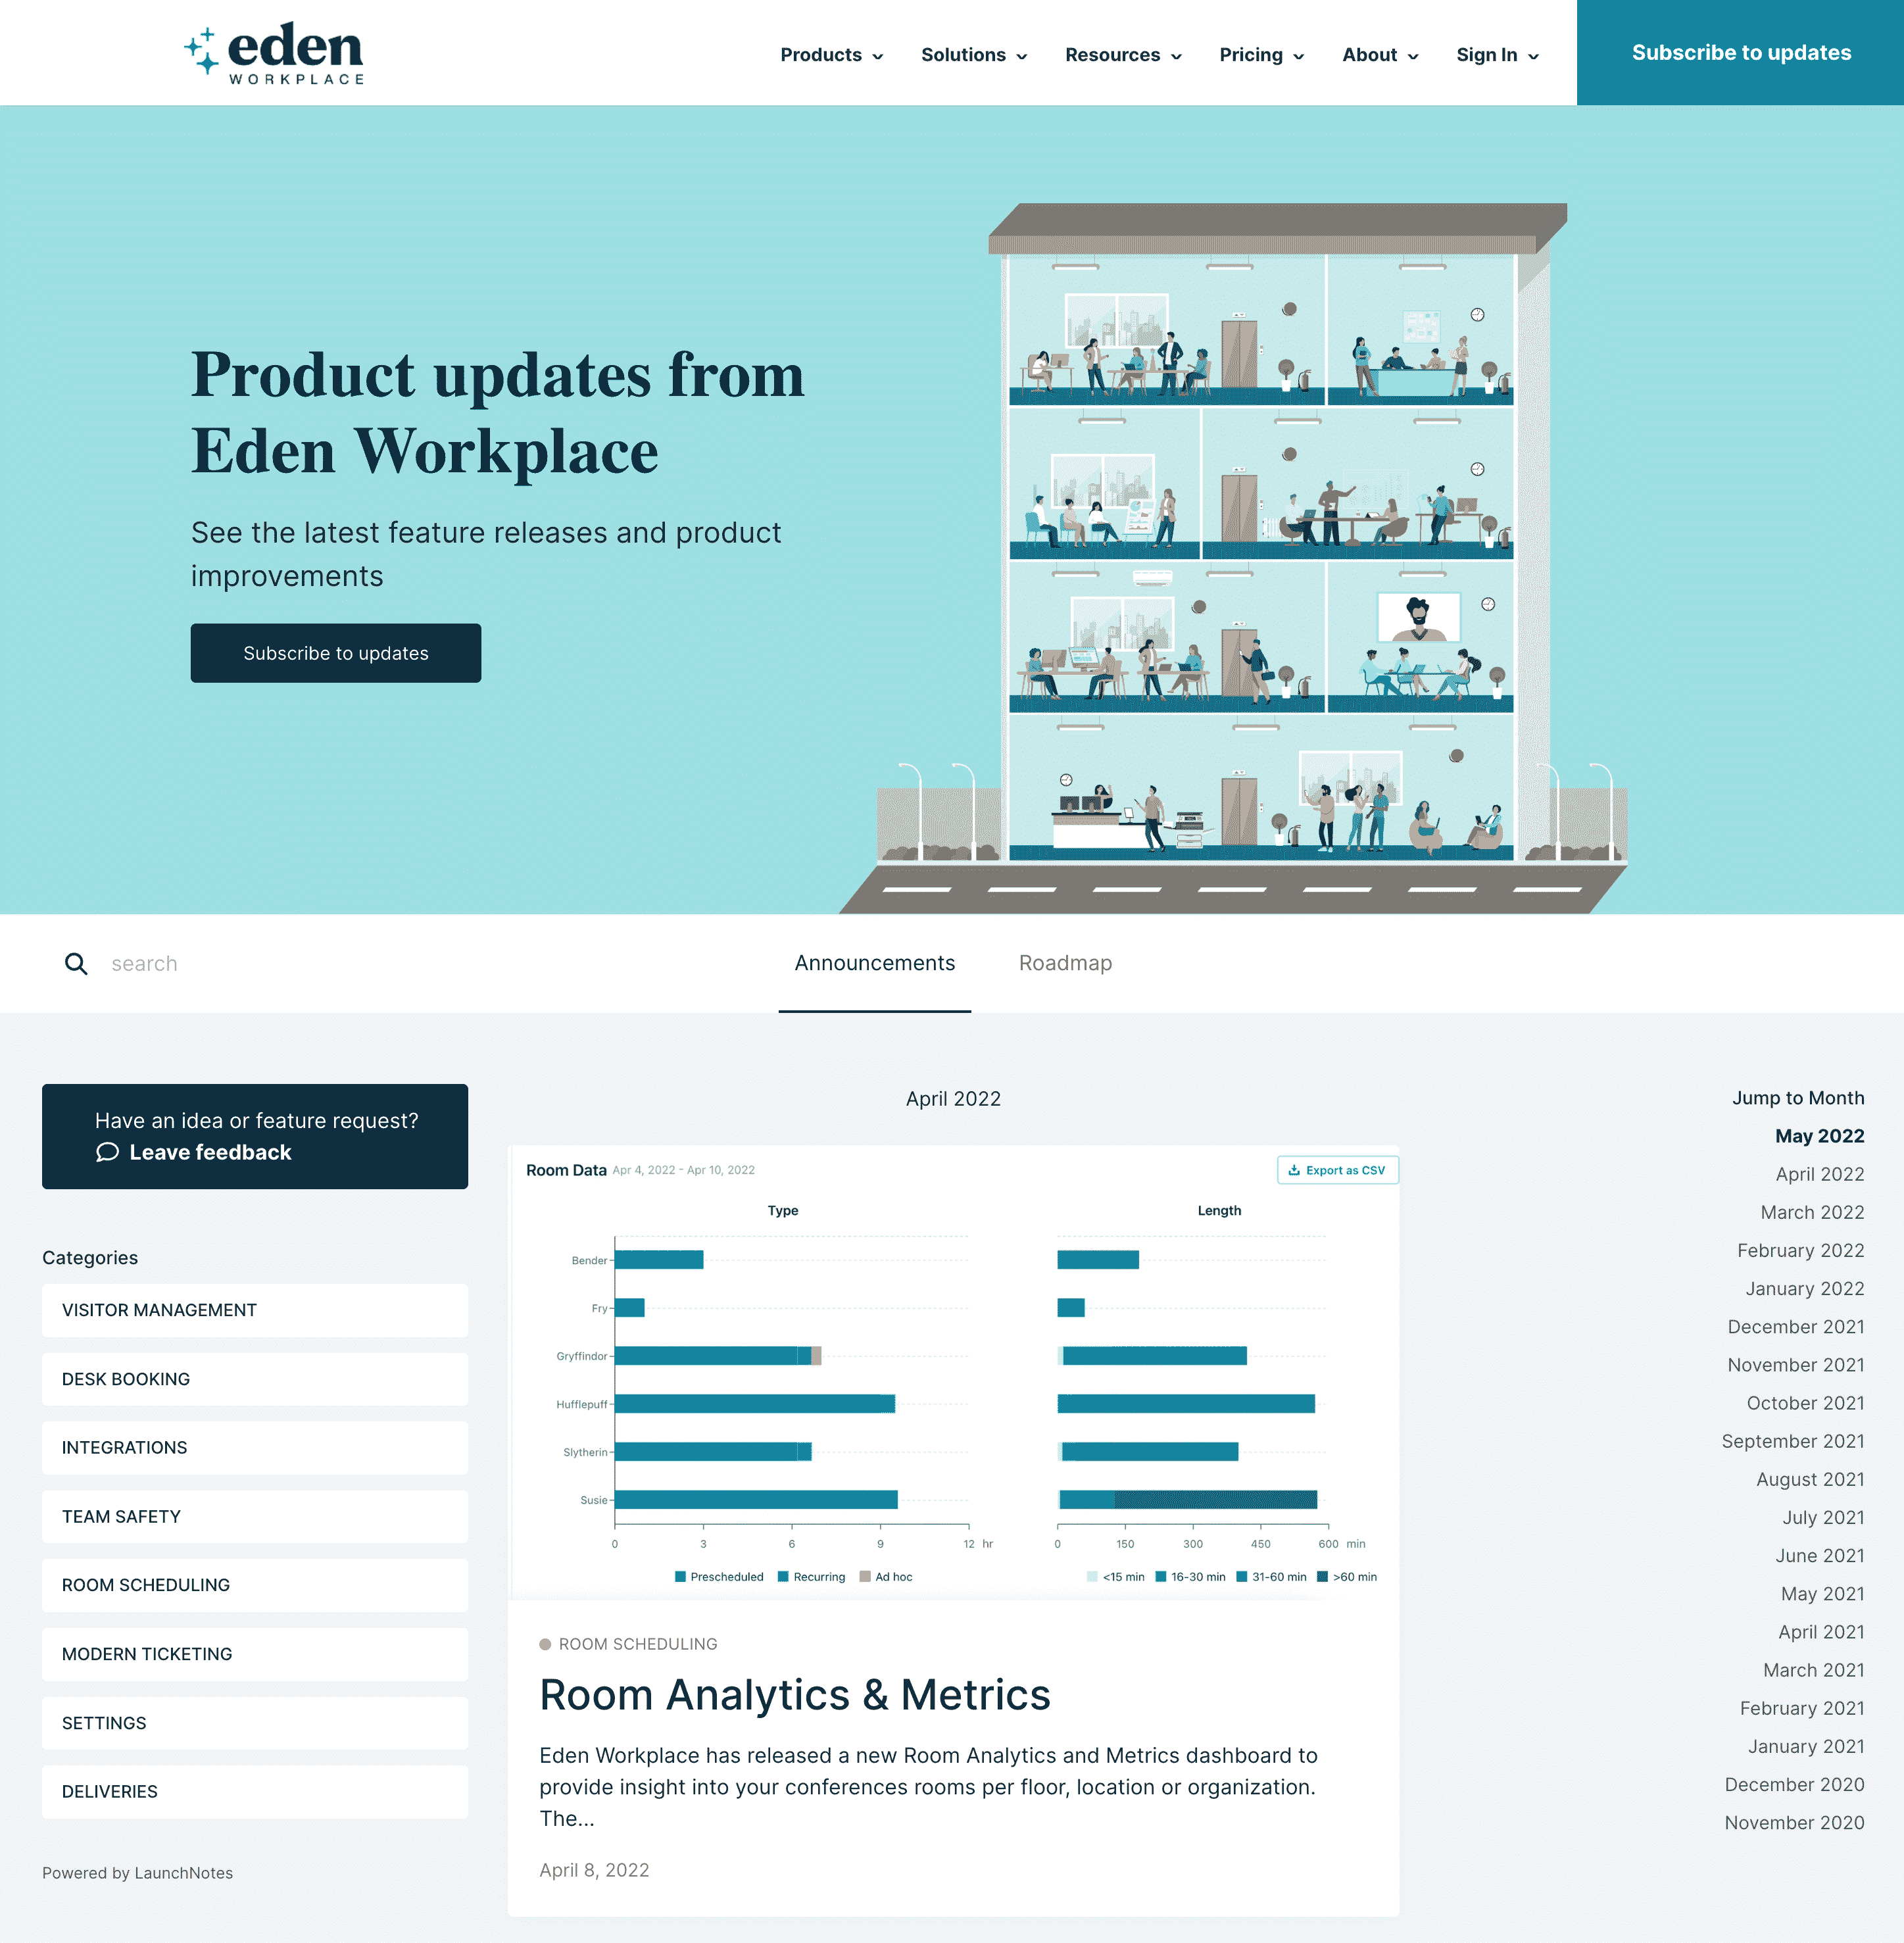 eden
WORKPLACE
Products
Solutions
Resources
Pricing
About
Sign In
Subscribe to updates
Product updates from
Eden Workplace
See the latest feature releases and product
improvements
Subscribe to updates
search
Announcements
Roadmap
Have an idea or feature request?
Leave feedback
Categories
VISITOR MANAGEMENT
DESK BOOKING
INTEGRATIONS
TEAM SAFETY
ROOM SCHEDULING
MODERN TICKETING
SETTINGS
DELIVERIES
Powered by LaunchNotes
April 2022
Room Data Apr 4, 2022 - Apr 10, 2022
Export as CSV
Type
Bender
Fry
Gryffindor
Hufflepuff
Slytherin
Susie
0 3 6 9 12 hr
Prescheduled Recurring Ad hoc
Length
0 150 300 450 600 min
<15 min 16-30 min 31-60 min >60 min
ROOM SCHEDULING
Room Analytics & Metrics
Eden Workplace has released a new Room Analytics and Metrics dashboard to
provide insight into your conferences rooms per floor, location or organization.
The...
April 8, 2022
Jump to Month
May 2022
April 2022
March 2022
February 2022
January 2022
December 2021
November 2021
October 2021
September 2021
August 2021
July 2021
June 2021
May 2021
April 2021
March 2021
February 2021
January 2021
December 2020
November 2020